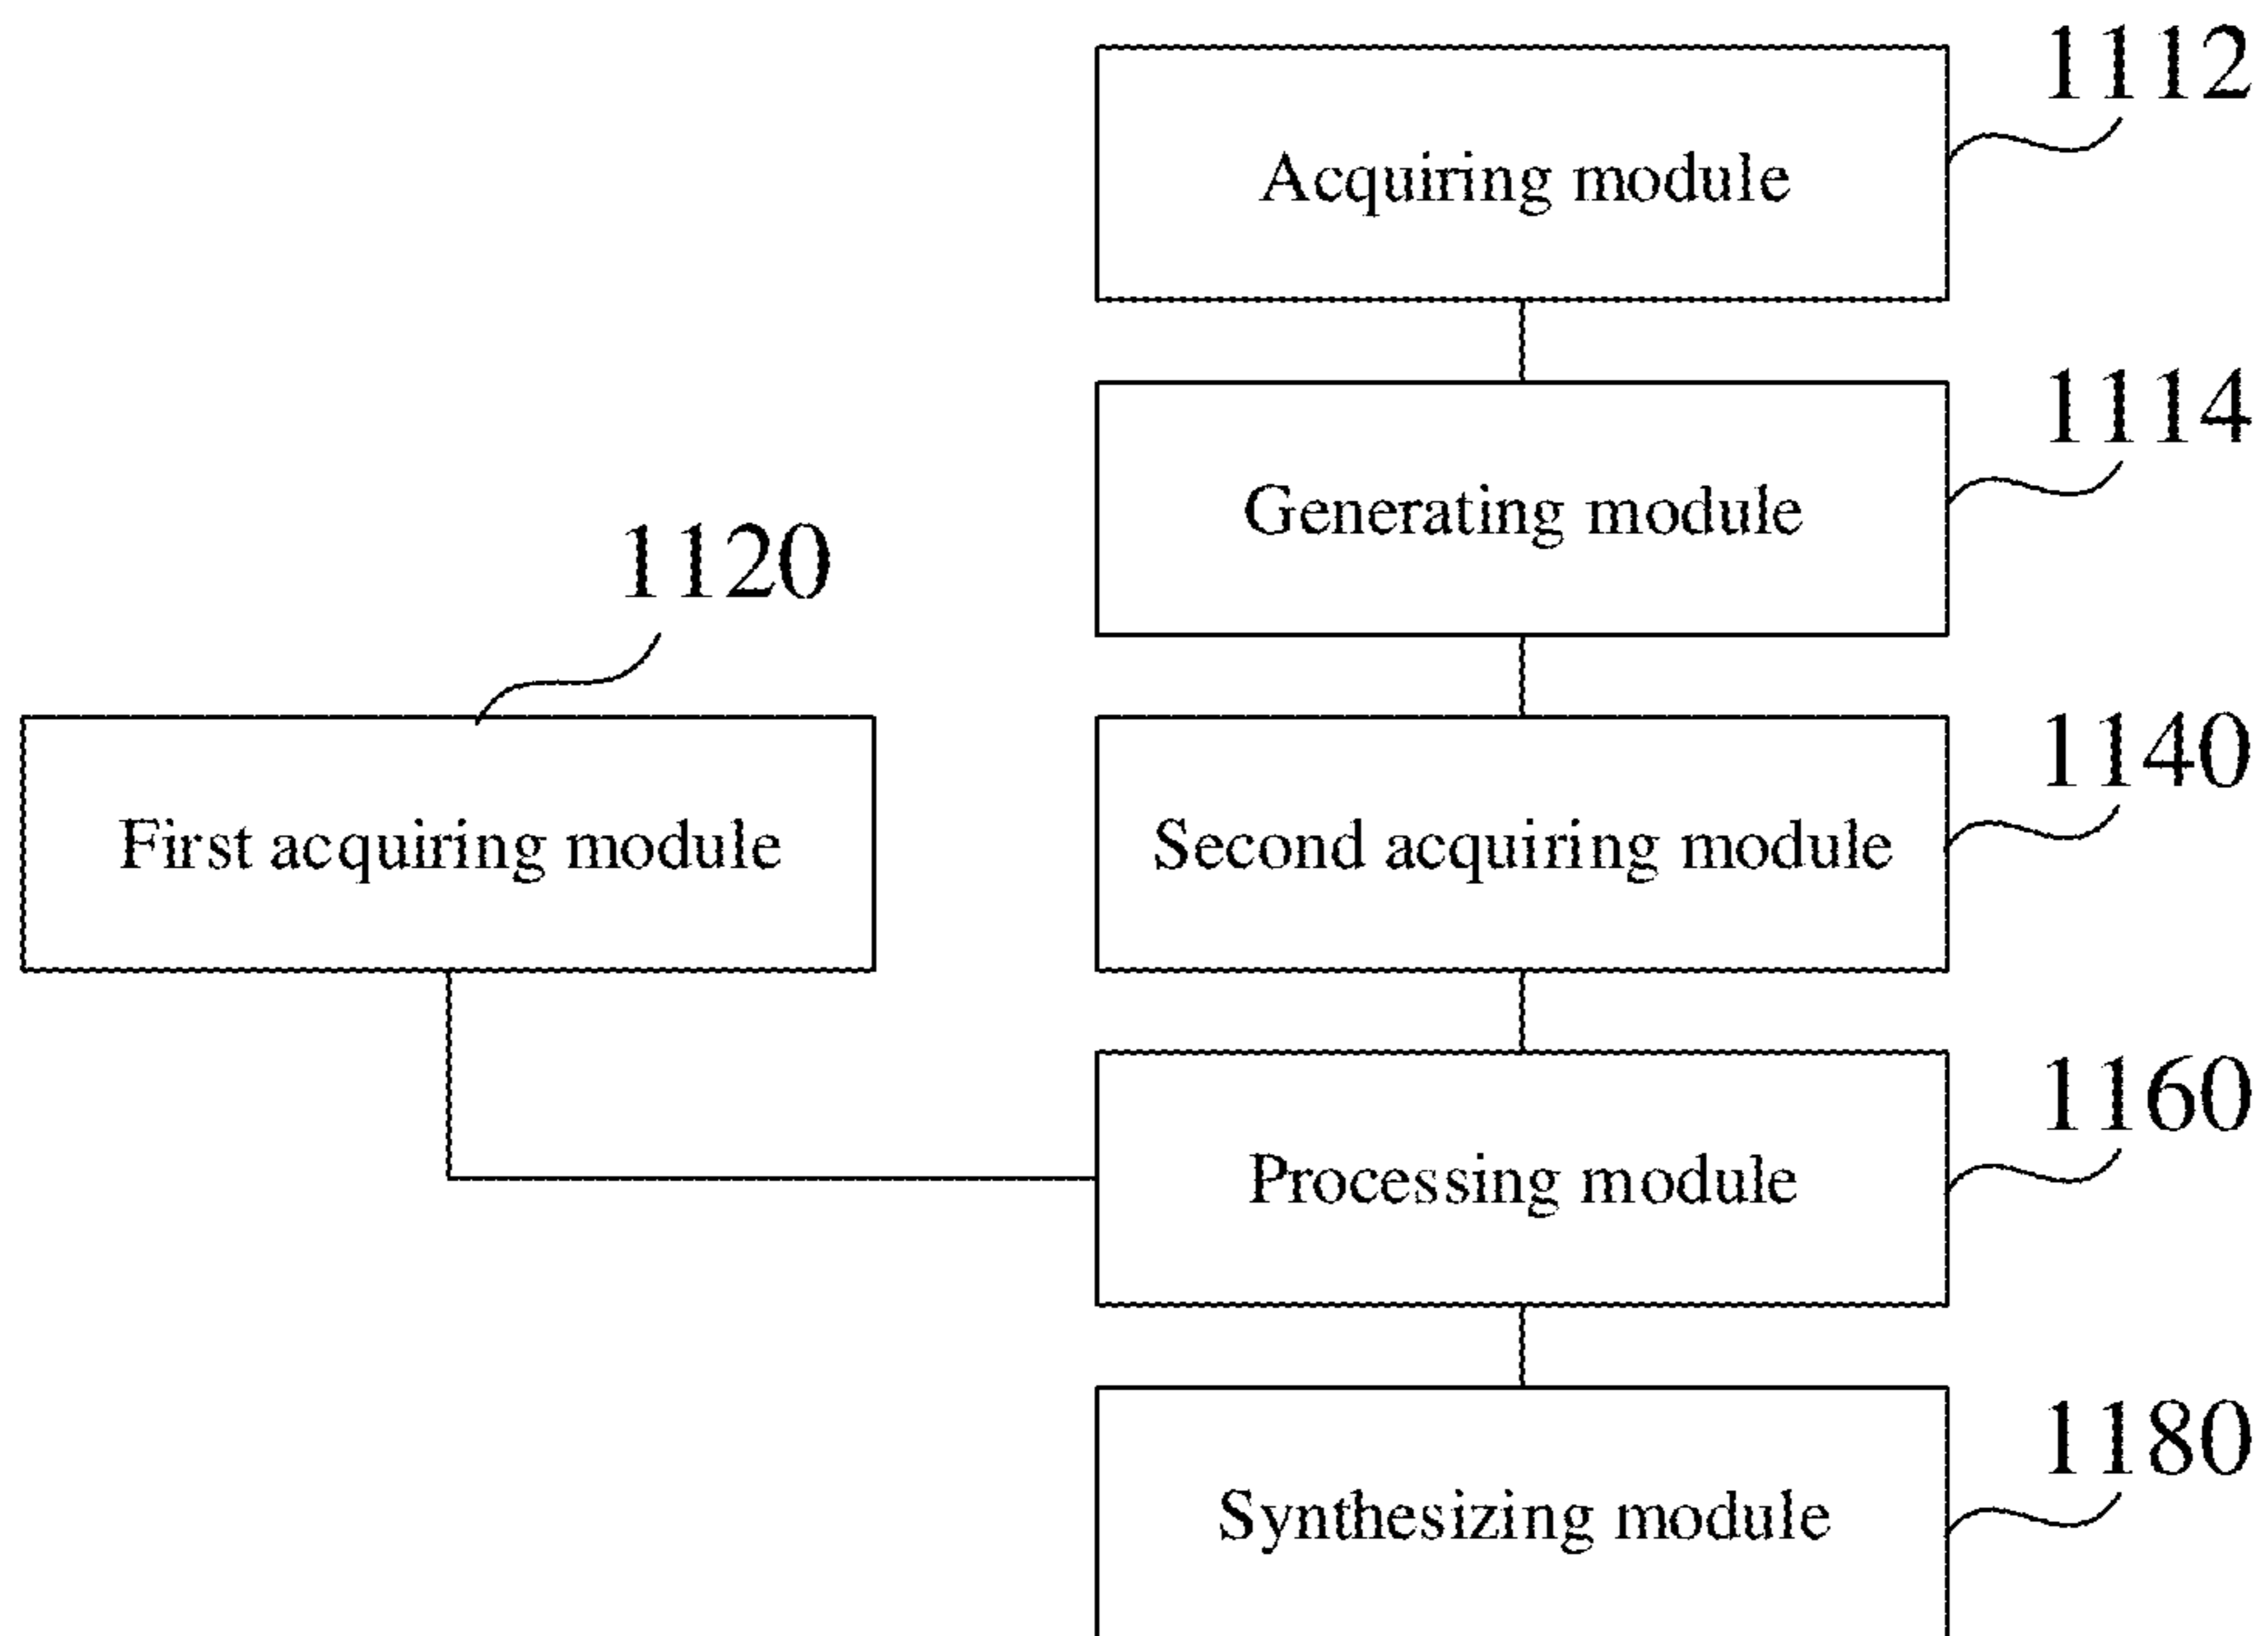 1112
Acquiring module
1114
Generating module
1120
1140
First acquiring module
Second acquiring module
1160
Processing module
1180
Synthesizing module